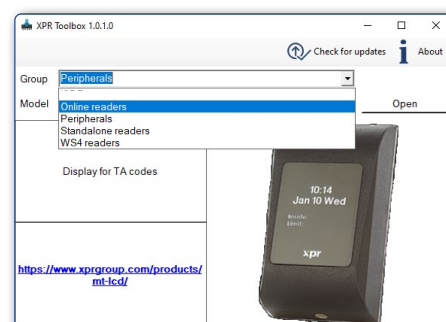 XPR Toolbox 1.0.1.0
Check for updates
About
Group
Peripherals
Model
Open
Online readers
Peripherals
Standalone readers
WS4 readers
Display for TA codes
10:14
Jan 10 Wed
Inside:
Limit:
xpr
https://www.xprgroup.com/products/
mt-lcd/